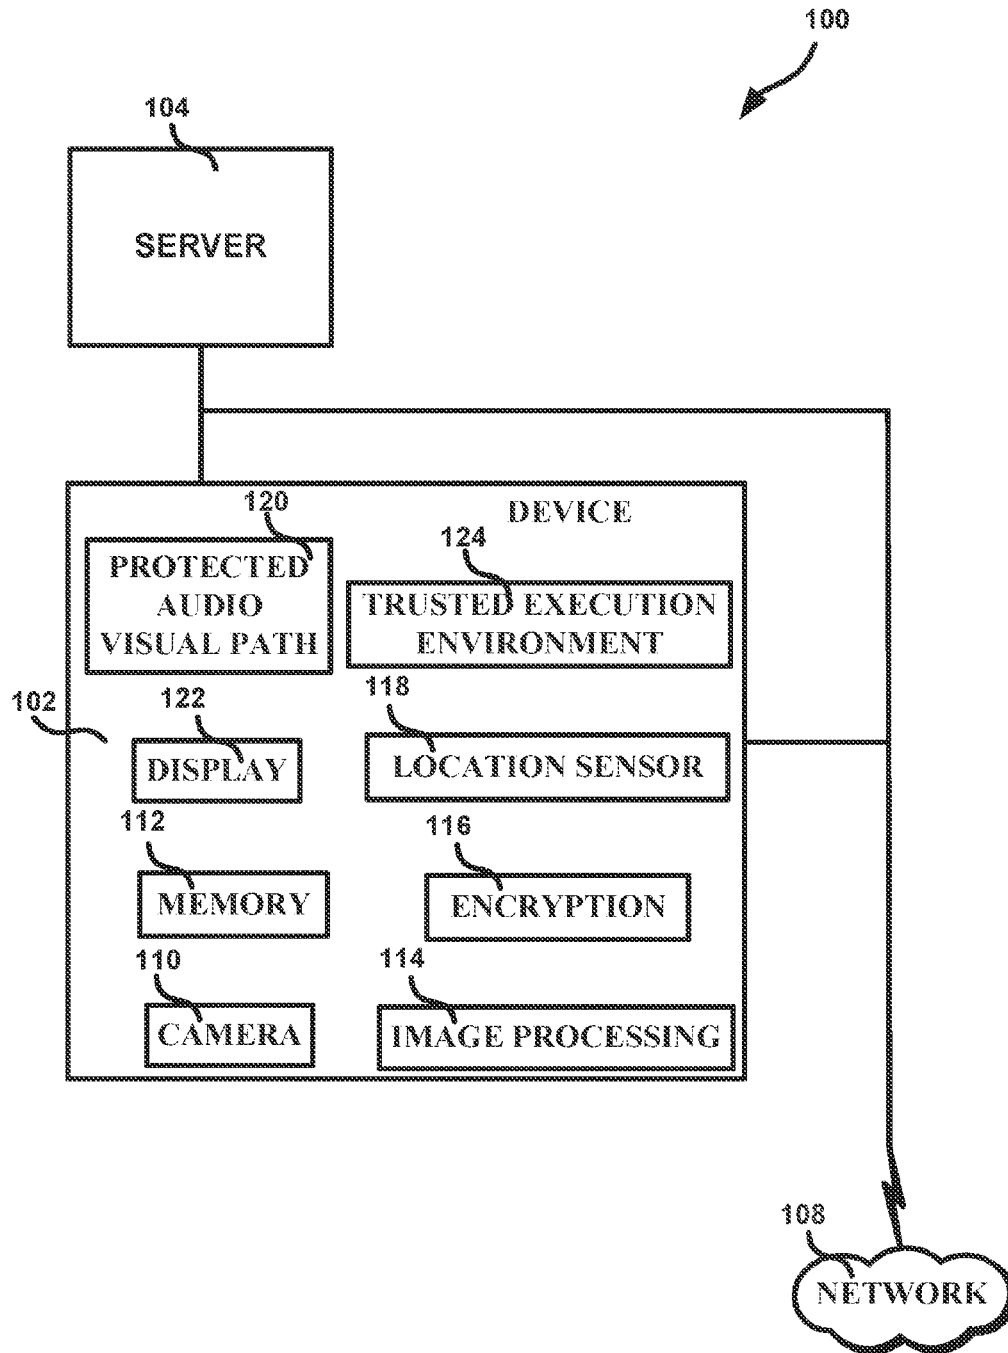 100
104
SERVER
120
DEVICE
PROTECTED
AUDIO
VISUAL PATH
124
TRUSTED EXECUTION
ENVIRONMENT
102
122
DISPLAY
118
LOCATION SENSOR
112
MEMORY
116
ENCRYPTION
110
CAMERA
114
IMAGE PROCESSING
108
NETWORK